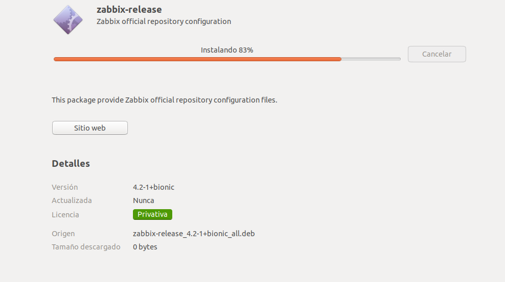 zabbix-release
Zabbix official repository configuration
Instalando 83%
Cancelar
This package provide Zabbix official repository configuration files.
Sitio web
Detalles
Versión 4.2-1+bionic
Actualizada Nunca
Licencia Privativa
Origen zabbix-release_4.2-1+bionic_all.deb
Tamaño descargado 0 bytes